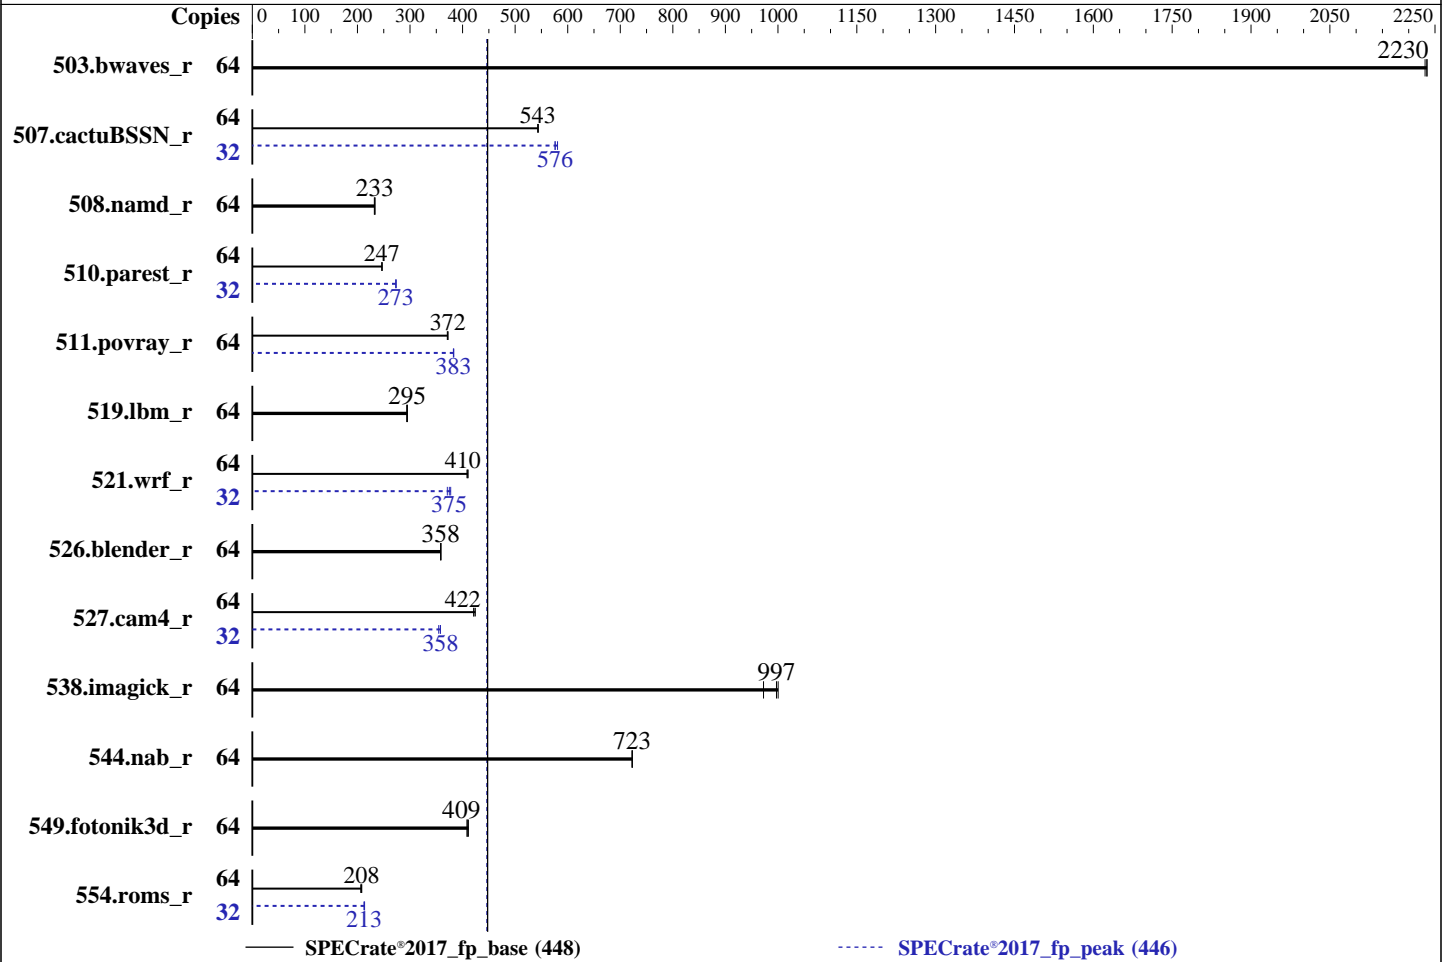 Copies 0 100 200 300 400 500 600 700 800 900 1000 1150 1300 1450 1600 1750 1900 2050 2250
503.bwaves_r 64 2230
507.cactuBSSN_r 64 543
32 576
508.namd_r 64 233
510.parest_r 64 247
32 273
511.povray_r 64 372
383
519.lbm_r 64 295
521.wrf_r 64 410
32 375
526.blender_r 64 358
527.cam4_r 64 422
32 358
538.imagick_r 64 997
544.nab_r 64 723
549.fotonik3d_r 64 409
554.roms_r 64 208
32 213
SPECrate®2017_fp_base (448) SPECrate®2017_fp_peak (446)